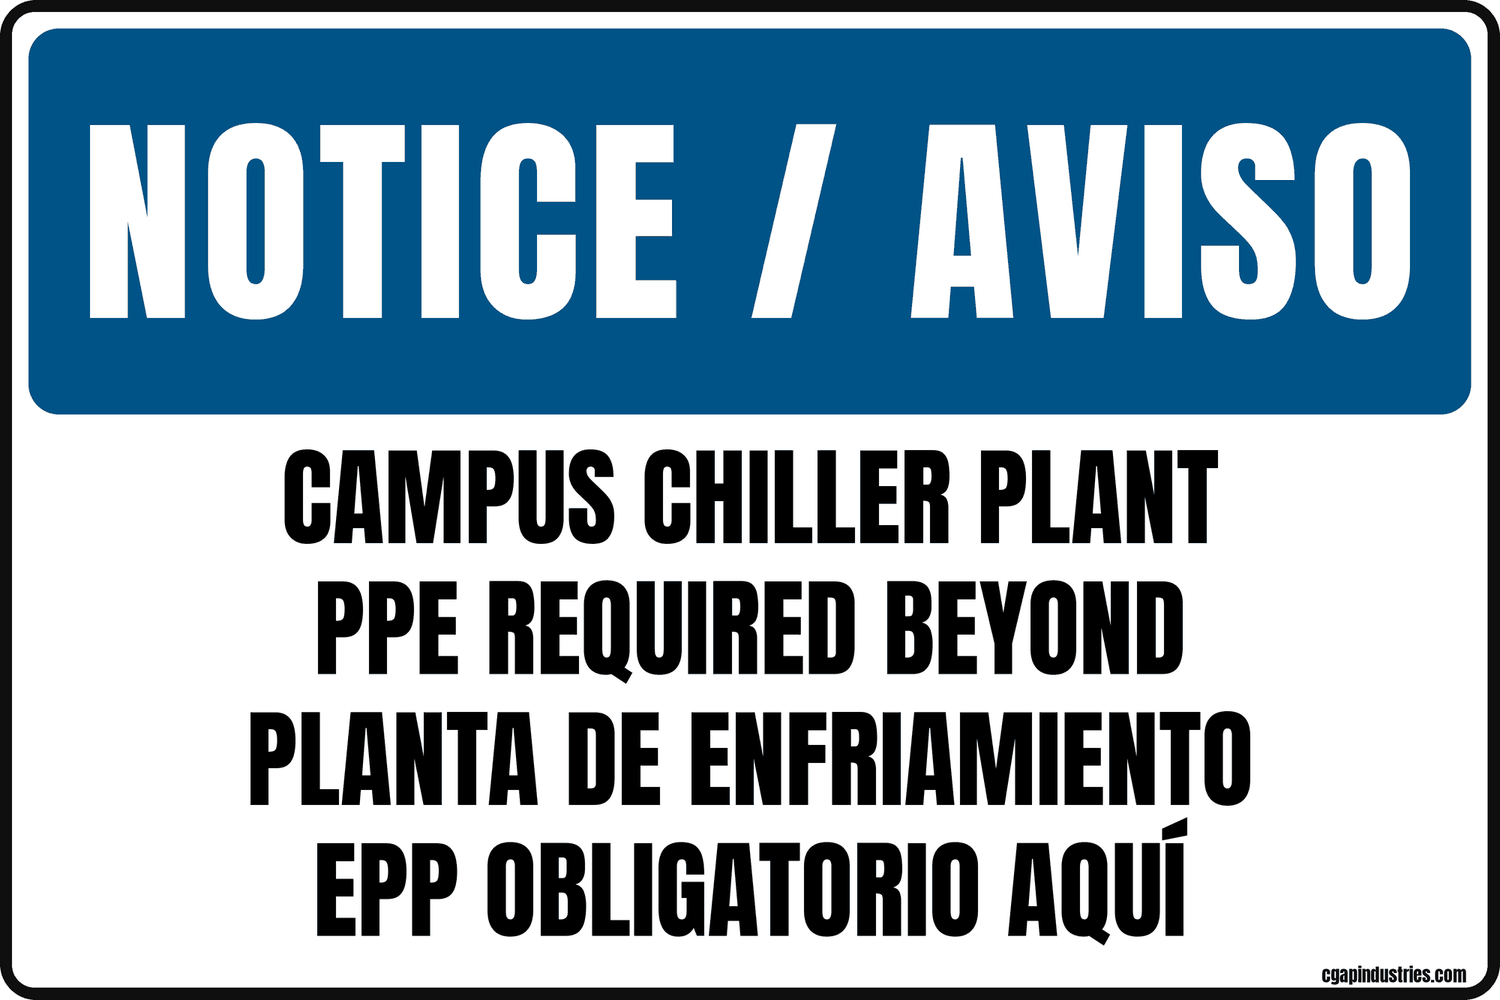 NOTICE / AVISO
CAMPUS CHILLER PLANT
PPE REQUIRED BEYOND
PLANTA DE ENFRIAMIENTO
EPP OBLIGATORIO AQUÍ
cgapindustries.com